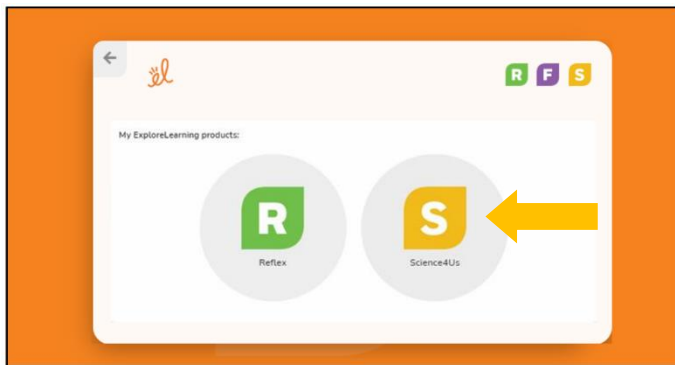 el
R F S
My ExploreLearning products:
R S
Reflex Science4Us